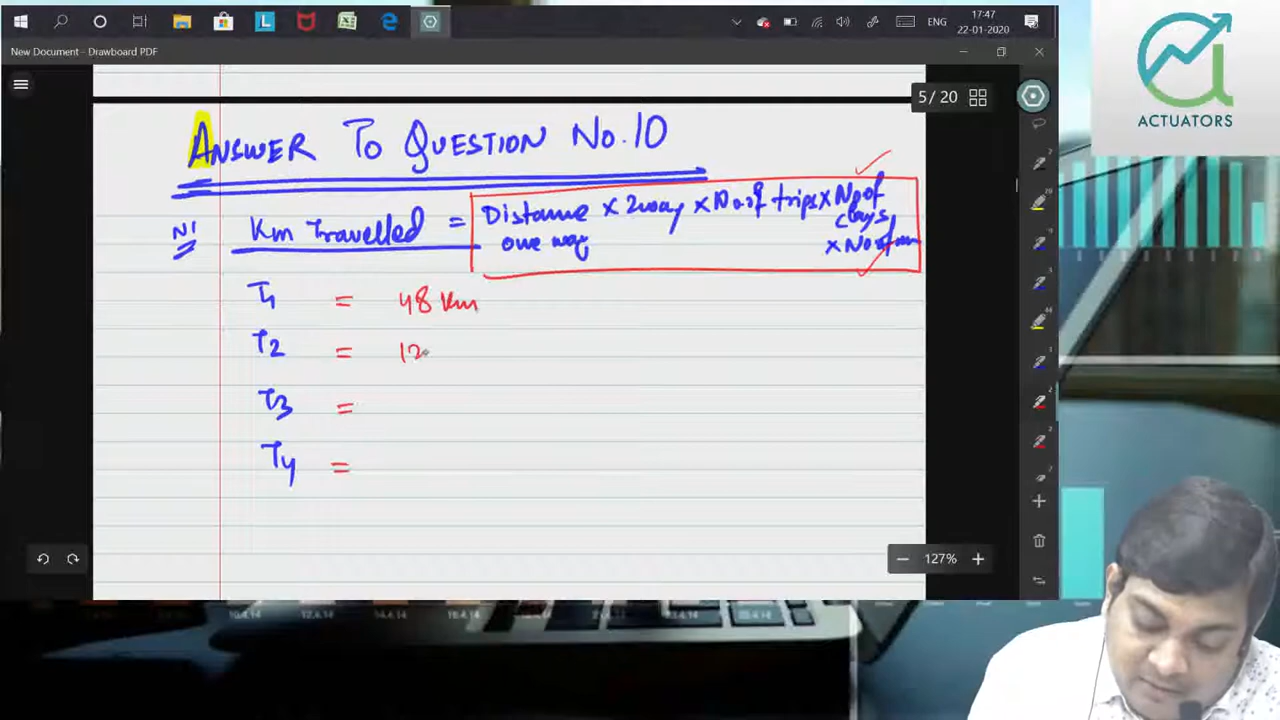 17:47
ENG
22-01-2020
New Document - Drawboard PDF
ACTUATORS
5 / 20
ANSWER TO QUESTION NO.10
N1 Km Travelled = Distance one way × 2way × No of trips × No of days × No of
T1 = 48 Km
T2 = 12
T3 =
T4 =
127%